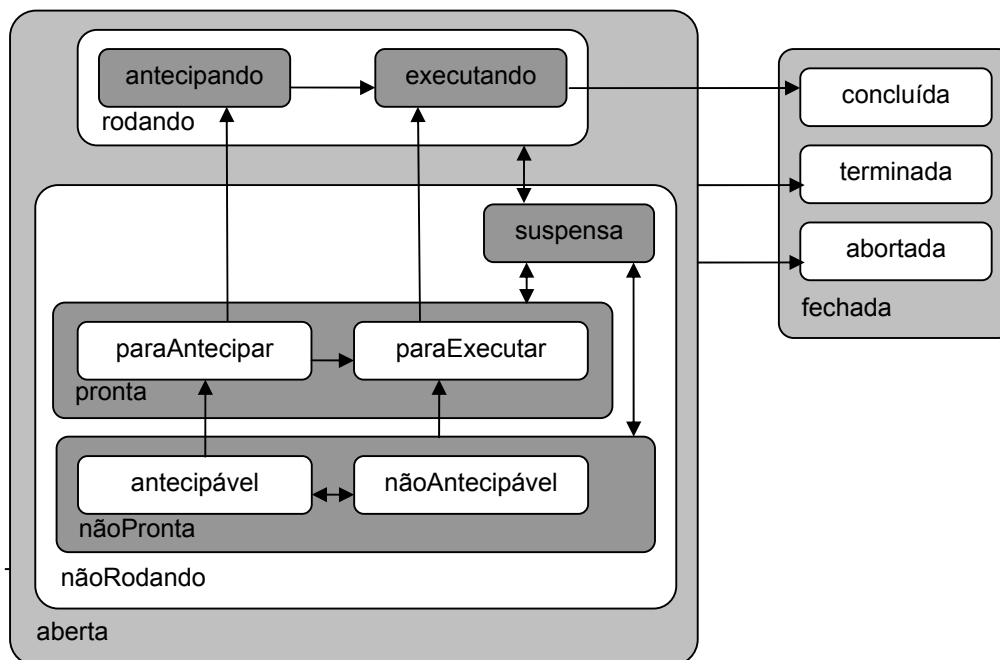 antecipando
executando
rodando
concluída
terminada
abortada
fechada
suspensa
paraAntecipar
paraExecutar
pronta
antecipável
nãoAntecipável
nãoPronta
nãoRodando
aberta